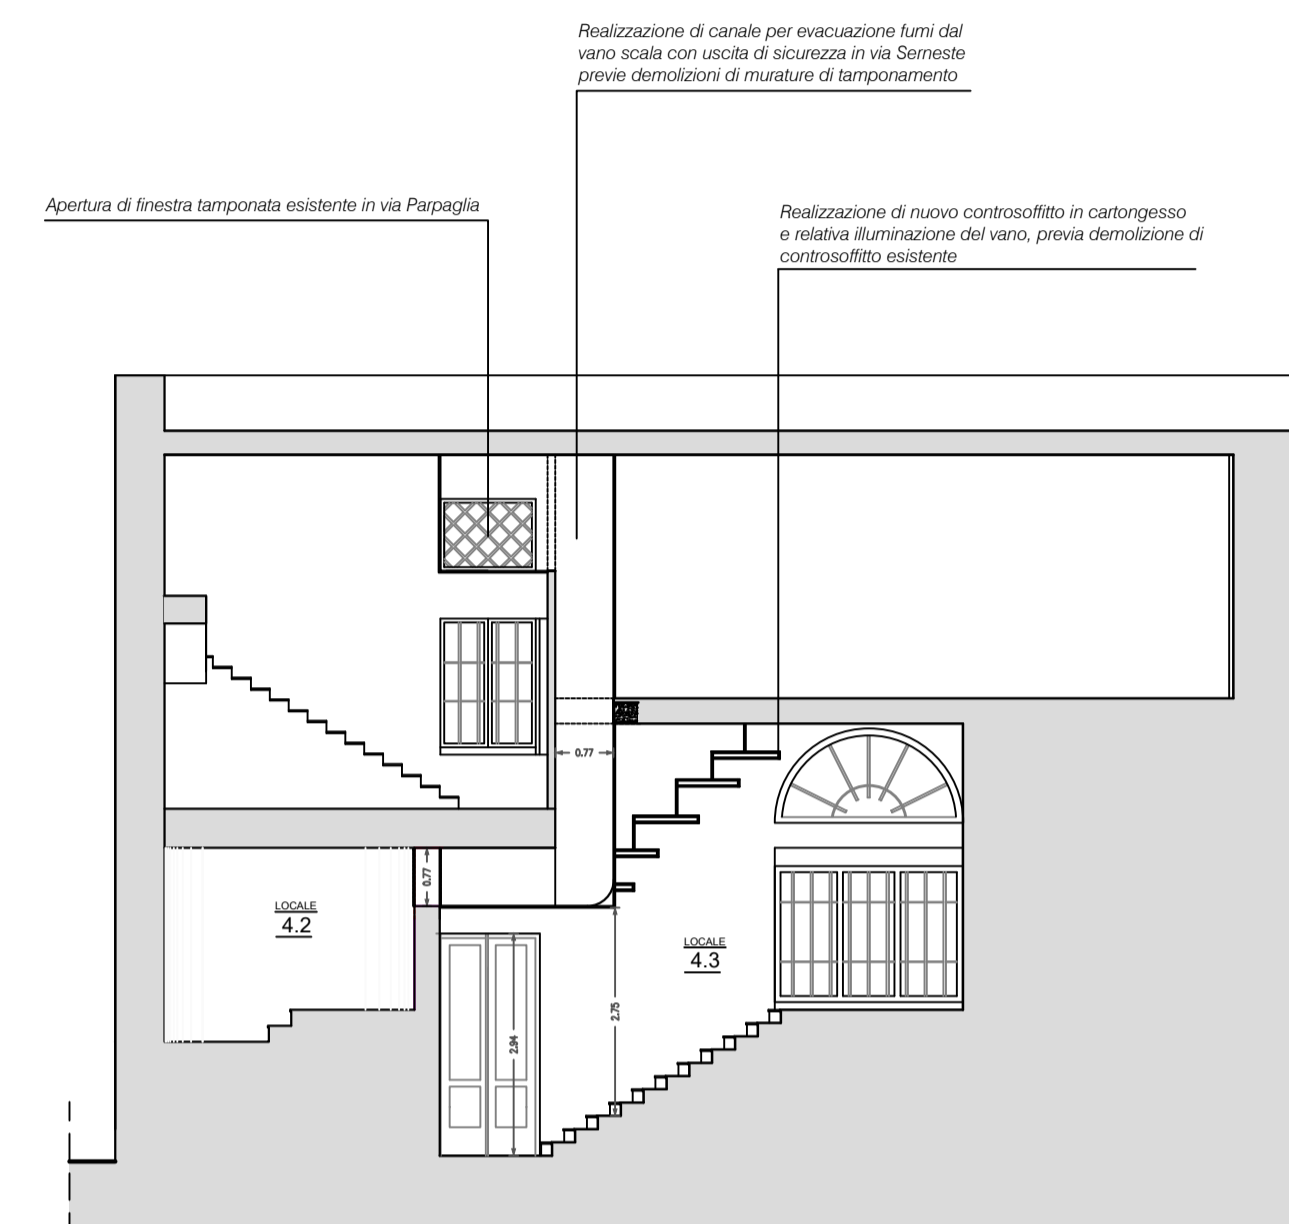 Realizzazione di canale per evacuazione fumi dal
vano scala con uscita di sicurezza in via Serneste
previe demolizioni di murature di tamponamento
Apertura di finestra tamponata esistente in via Parpaglia
Realizzazione di nuovo controsoffitto in cartongesso
e relativa illuminazione del vano, previa demolizione di
controsoffitto esistente
0.77
0.77
LOCALE
4.2
LOCALE
4.3
2.75
2.94